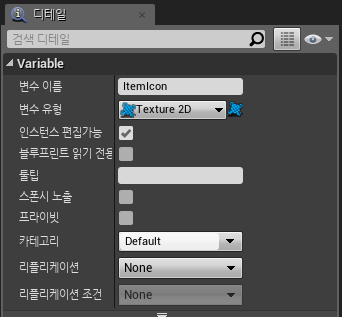 디테일
검색 디테일
Variable
변수 이름 ItemIcon
변수 유형 Texture 2D
인스턴스 편집가능
블루프린트 읽기 전용
툴팁
스폰시 노출
프라이빗
카테고리 Default
리플리케이션 None
리플리케이션 조건 None